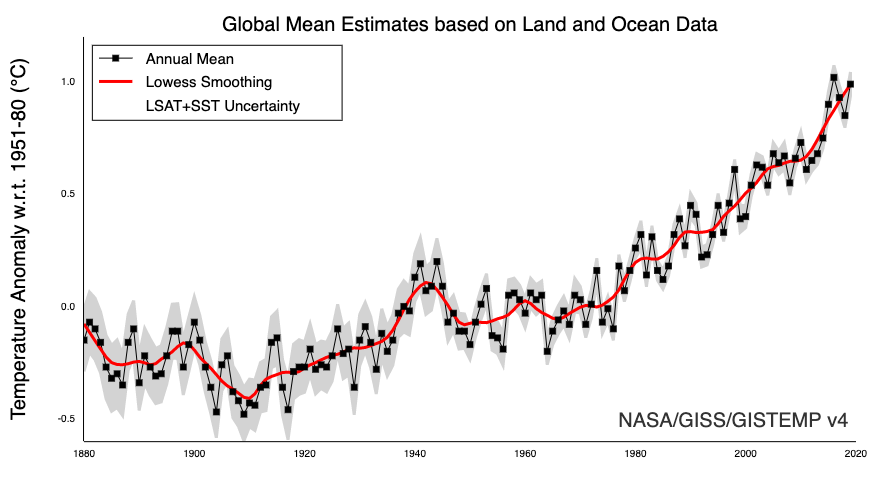 Global Mean Estimates based on Land and Ocean Data
Temperature Anomaly w.r.t. 1951-80 (°C)
Annual Mean
Lowess Smoothing
LSAT+SST Uncertainty
1.0
0.5
0.0
-0.5
NASA/GISS/GISTEMP v4
1880 1900 1920 1940 1960 1980 2000 2020